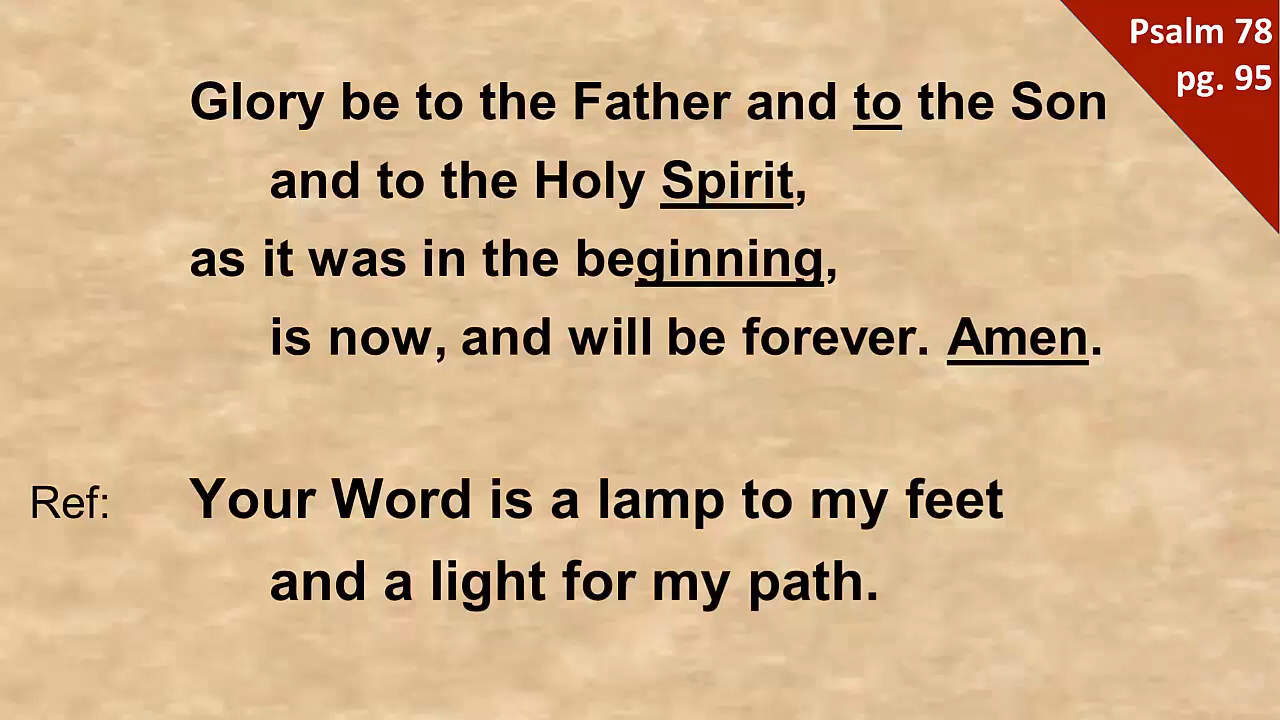 Psalm 78
pg. 95
Glory be to the Father and to the Son
and to the Holy Spirit,
as it was in the beginning,
is now, and will be forever. Amen.
Ref: Your Word is a lamp to my feet
and a light for my path.